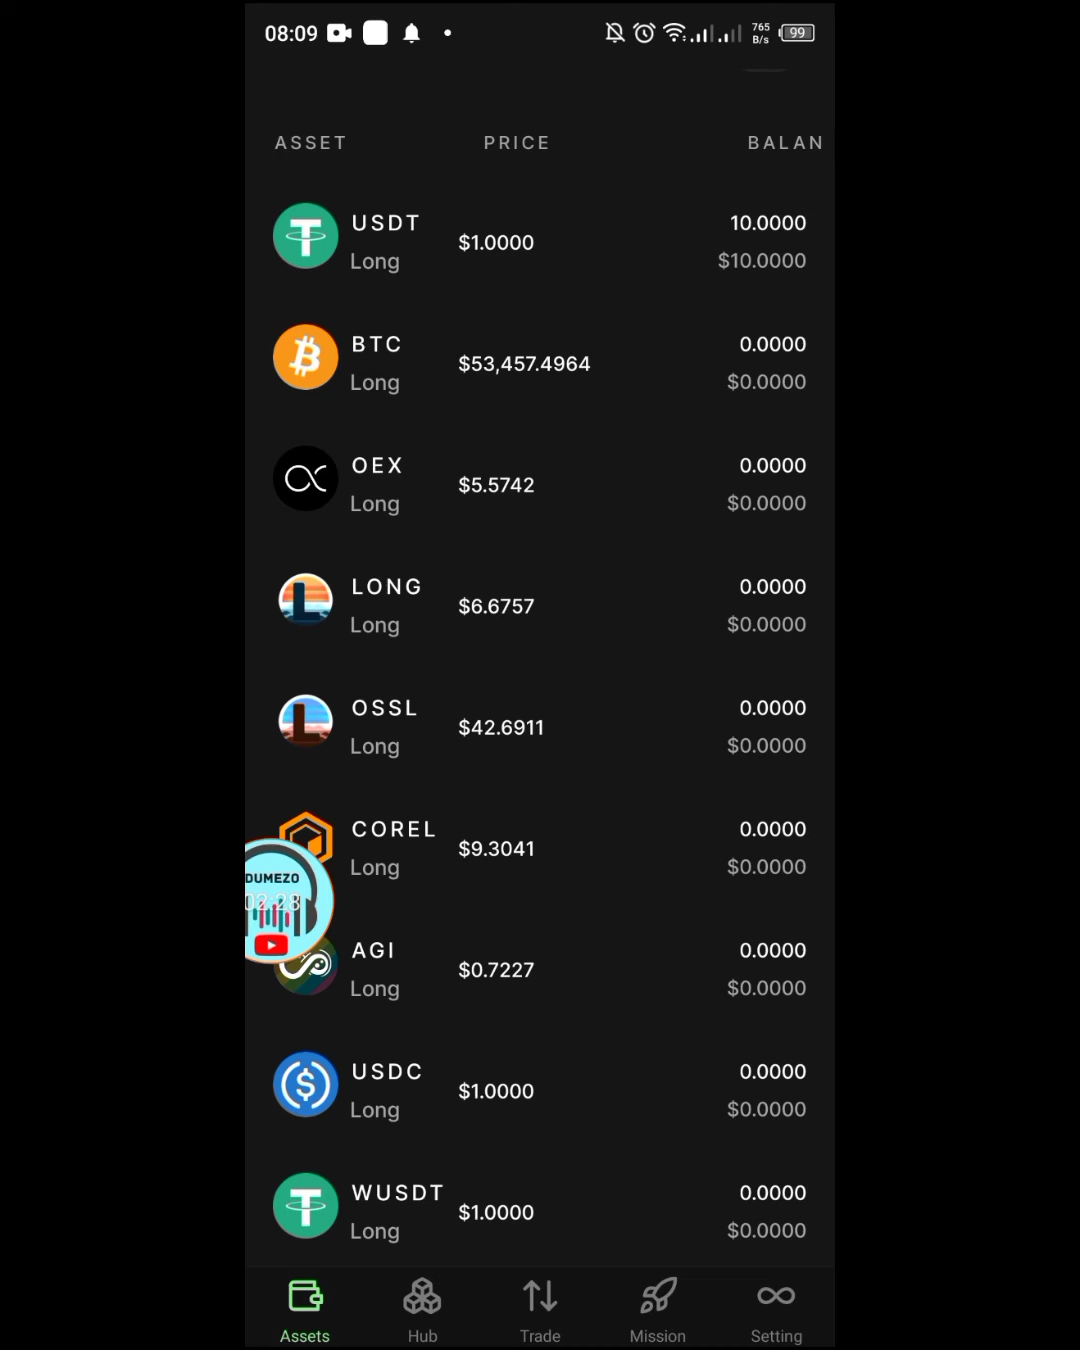 08:09 765 B/s 99
ASSET PRICE BALAN
USDT $1.0000 10.0000
Long $10.0000
BTC $53,457.4964 0.0000
Long $0.0000
OEX $5.5742 0.0000
Long $0.0000
LONG $6.6757 0.0000
Long $0.0000
OSSL $42.6911 0.0000
Long $0.0000
COREL $9.3041 0.0000
Long $0.0000
DUMEZO
02:28
AGI $0.7227 0.0000
Long $0.0000
USDC $1.0000 0.0000
Long $0.0000
WUSDT $1.0000 0.0000
Long $0.0000
Assets Hub Trade Mission Setting